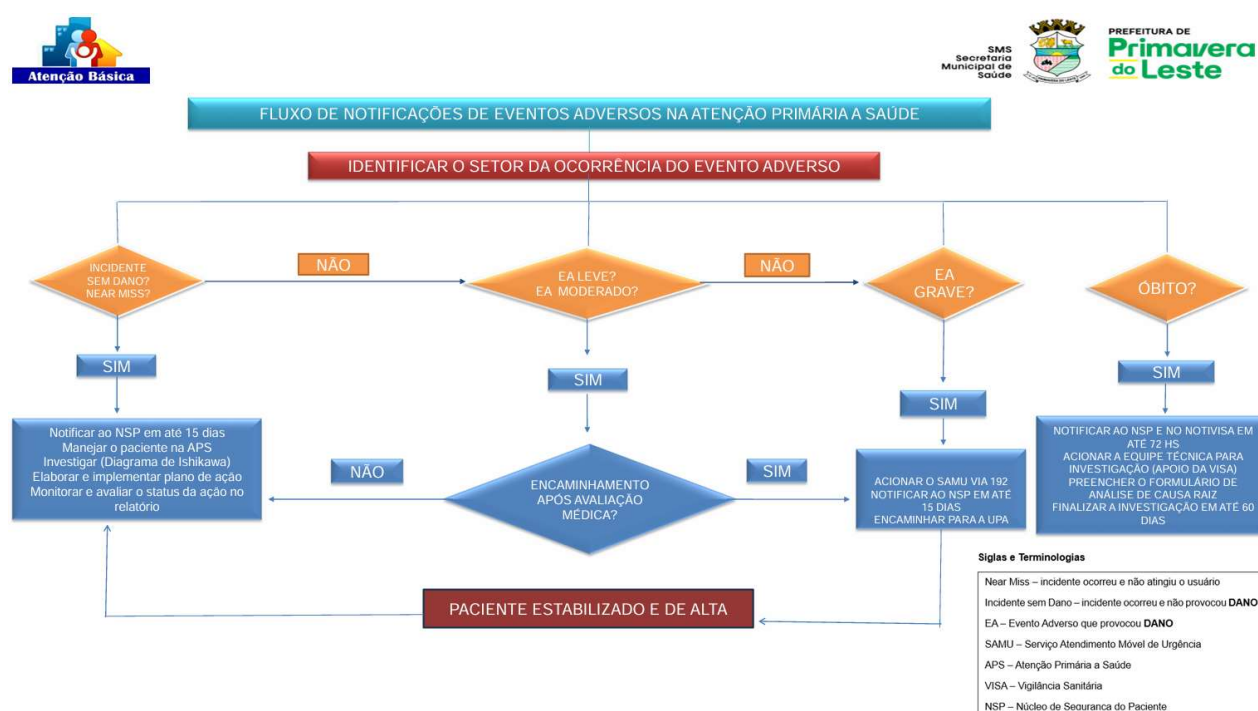 Atenção Básica
SMS
Secretaria
Municipal de
Saúde
PREFEITURA DE
Primavera
do Leste
FLUXO DE NOTIFICAÇÕES DE EVENTOS ADVERSOS NA ATENÇÃO PRIMÁRIA A SAÚDE
IDENTIFICAR O SETOR DA OCORRÊNCIA DO EVENTO ADVERSO
INCIDENTE
SEM DANO?
NEAR MISS?
NÃO
EA LEVE?
EA MODERADO?
NÃO
EA
GRAVE?
ÓBITO?
SIM
SIM
SIM
SIM
Notificar ao NSP em até 15 dias
Manejar o paciente na APS
Investigar (Diagrama de Ishikawa)
Elaborar e implementar plano de ação
Monitorar e avaliar o status da ação no
relatório
NÃO
ENCAMINHAMENTO
APÓS AVALIAÇÃO
MÉDICA?
SIM
ACIONAR O SAMU VIA 192
NOTIFICAR AO NSP EM ATÉ
15 DIAS
ENCAMINHAR PARA A UPA
NOTIFICAR AO NSP E NO NOTIVISA EM
ATÉ 72 HS
ACIONAR A EQUIPE TÉCNICA PARA
INVESTIGAÇÃO (APOIO DA VISA)
PREENCHER O FORMULÁRIO DE
ANÁLISE DE CAUSA RAIZ
FINALIZAR A INVESTIGAÇÃO EM ATÉ 60
DIAS
PACIENTE ESTABILIZADO E DE ALTA
Siglas e Terminologias
Near Miss – incidente ocorreu e não atingiu o usuário
Incidente sem Dano – incidente ocorreu e não provocou DANO
EA – Evento Adverso que provocou DANO
SAMU – Serviço Atendimento Móvel de Urgência
APS – Atenção Primária a Saúde
VISA – Vigilância Sanitária
NSP – Núcleo de Segurança do Paciente